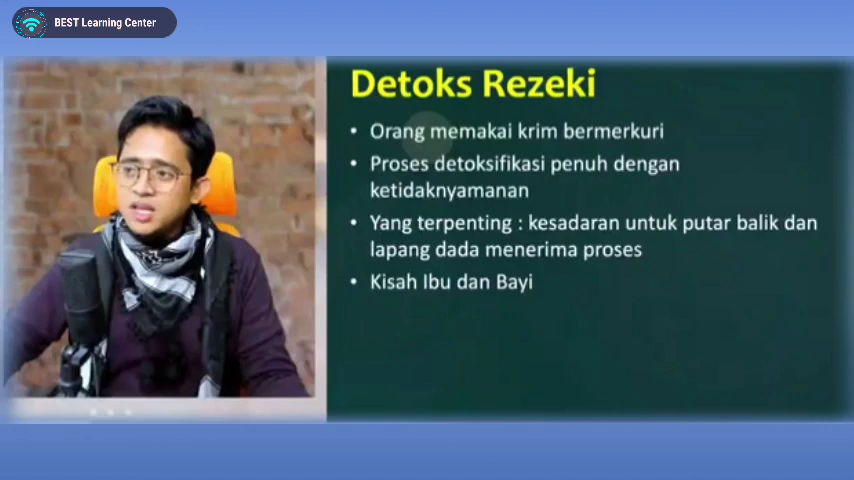 BEST Learning Center
Detoks Rezeki
• Orang memakai krim bermerkuri
• Proses detoksifikasi penuh dengan
ketidaknyamanan
• Yang terpenting : kesadaran untuk putar balik dan
lapang dada menerima proses
• Kisah Ibu dan Bayi